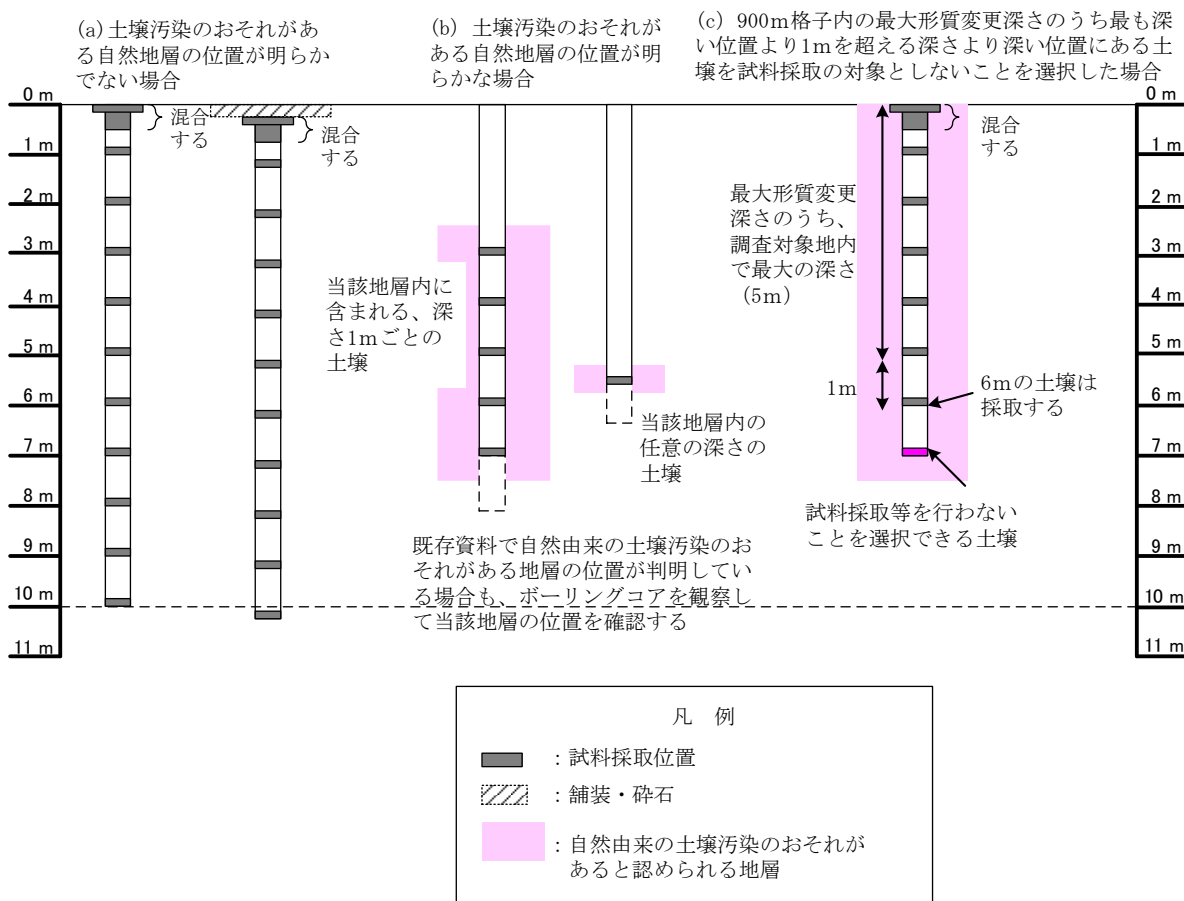 (a)土壌汚染のおそれがあ
る自然地層の位置が明らか
でない場合
(b) 土壌汚染のおそれが
ある自然地層の位置が明
らかな場合
(c) 900m格子内の最大形質変更深さのうち最も深
い位置より1mを超える深さより深い位置にある土
壌を試料採取の対象としないことを選択した場合
0 m
1 m
2 m
3 m
4 m
5 m
6 m
7 m
8 m
9 m
10 m
11 m
混合
する
混合
する
当該地層内に
含まれる、深
さ1mごとの
土壌
当該地層内の
任意の深さの
土壌
既存資料で自然由来の土壌汚染のお
それがある地層の位置が判明してい
る場合も、ボーリングコアを観察し
て当該地層の位置を確認する
混合
する
最大形質変更
深さのうち、
調査対象地内
で最大の深さ
(5m)
1m
6mの土壌は
採取する
試料採取等を行わない
ことを選択できる土壌
0 m
1 m
2 m
3 m
4 m
5 m
6 m
7 m
8 m
9 m
10 m
11 m
凡 例
：試料採取位置
：舗装・砕石
：自然由来の土壌汚染のおそれが
あると認められる地層